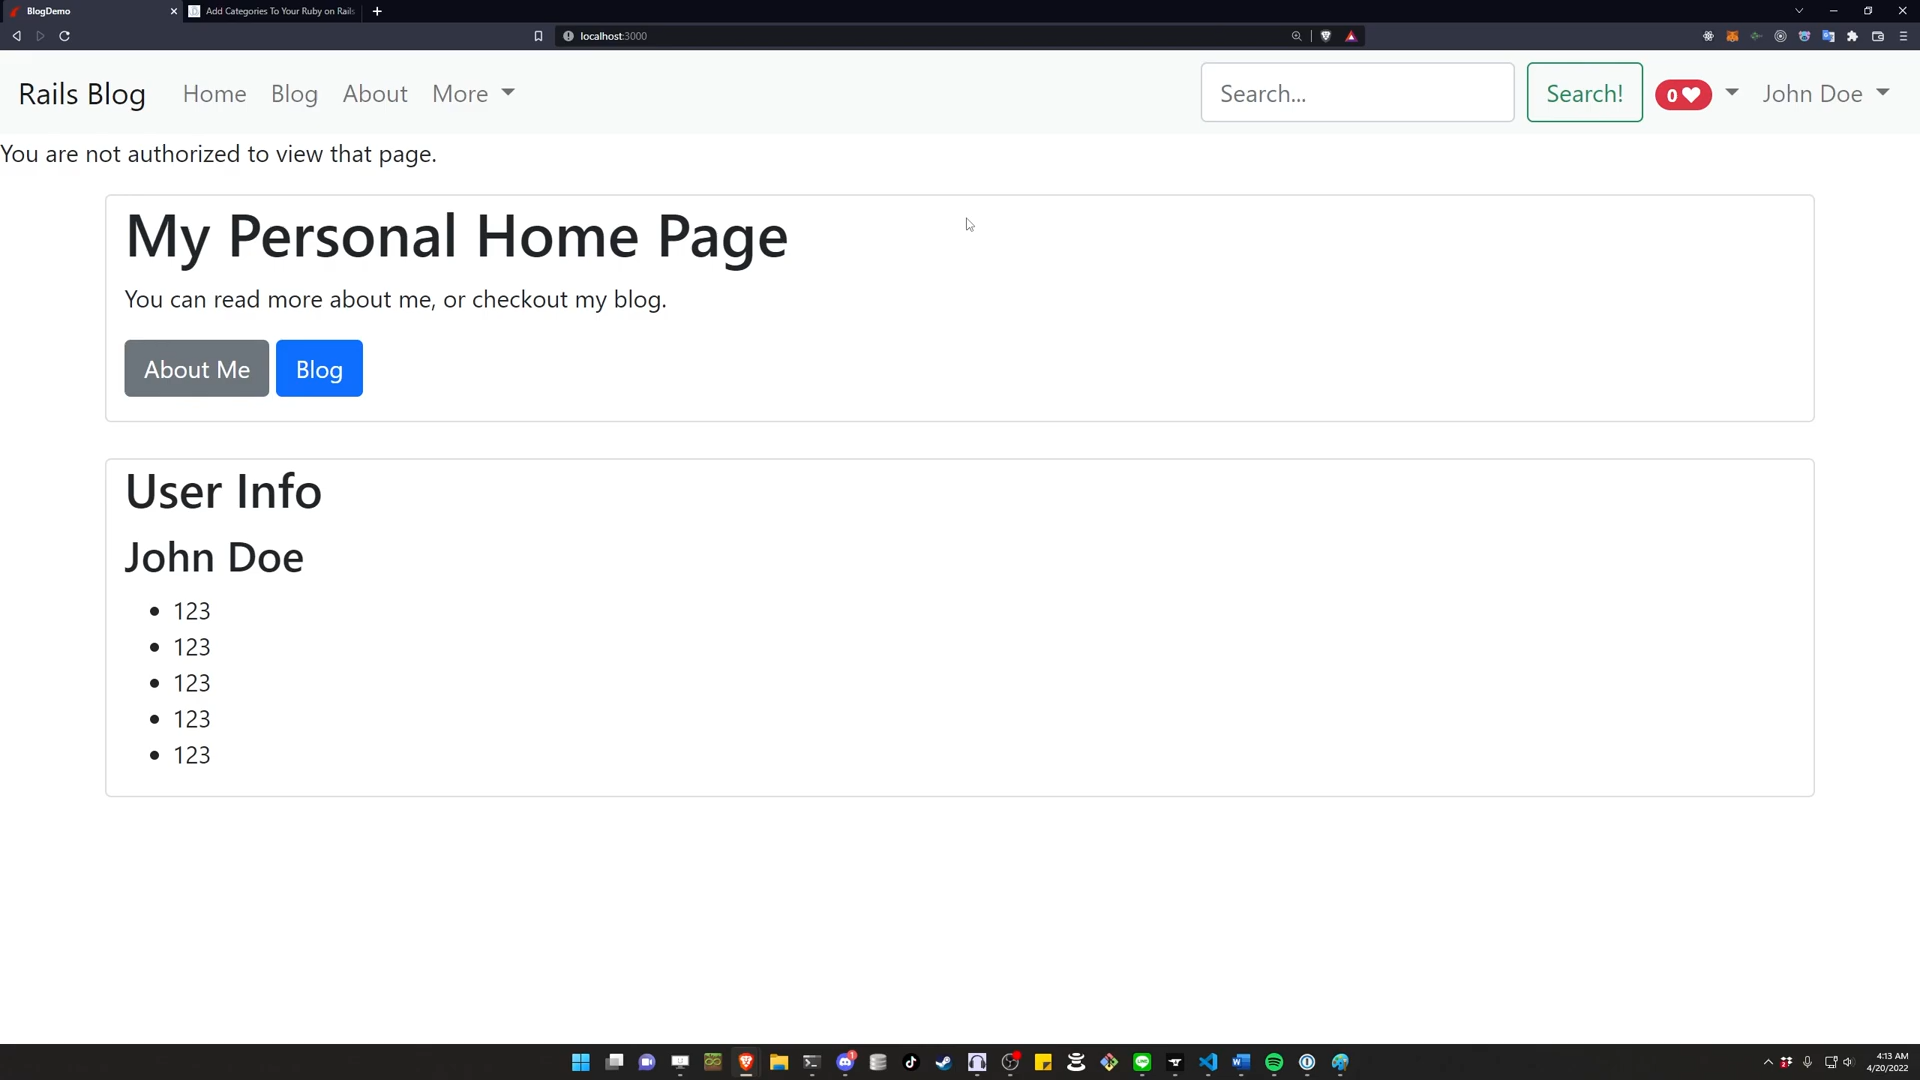 BlogDemo
Add Categories To Your Ruby on Rails
localhost:3000
Rails Blog Home Blog About More Search... Search! 0 John Doe
You are not authorized to view that page.
My Personal Home Page
You can read more about me, or checkout my blog.
About Me Blog
User Info
John Doe
123
123
123
123
123
4:13 AM
4/20/2022